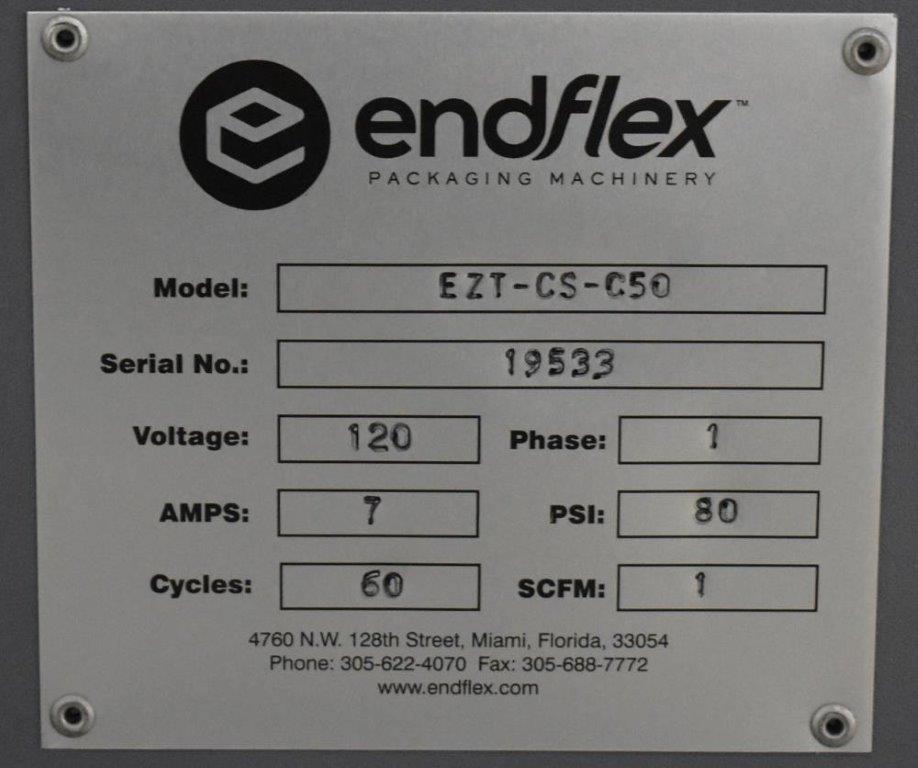 endflex™
PACKAGING MACHINERY
Model: EZT-CS-C50
Serial No.: 19533
Voltage: 120 Phase: 1
AMPS: 7 PSI: 80
Cycles: 60 SCFM: 1
4760 N.W. 128th Street, Miami, Florida, 33054
Phone: 305-622-4070 Fax: 305-688-7772
www.endflex.com